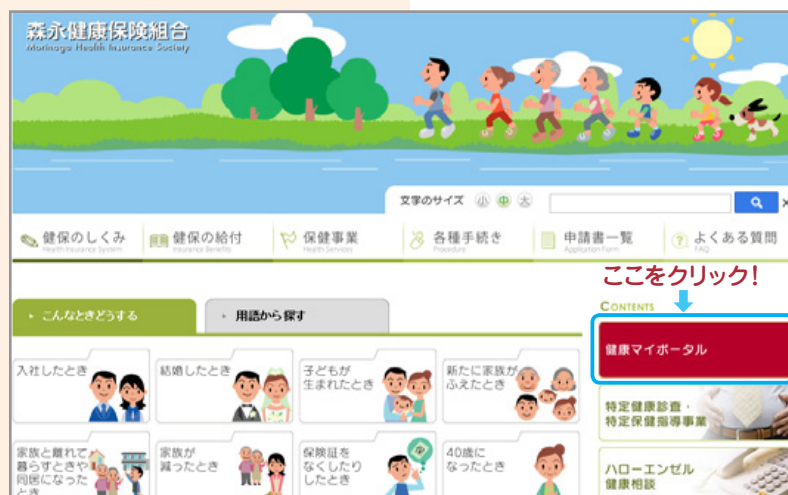 森永健康保険組合
Morinaga Health Insurance Society
文字のサイズ 小 中 大
健保のしくみ
Health Insurance System
健保の給付
Insurance Benefits
保健事業
Health Services
各種手続き
Procedure
申請書一覧
Application Form
よくある質問
FAQ
ここをクリック!
CONTENTS
こんなときどうする
用語から探す
健康マイポータル
入社したとき
結婚したとき
子どもが
生まれたとき
新たに家族が
ふえたとき
特定健康診査・
特定保健指導事業
家族と離れて
暮らすときや
同居になった
とき
家族が
減ったとき
保険証を
なくしたり
したとき
40歳に
なったとき
ハローエンゼル
健康相談